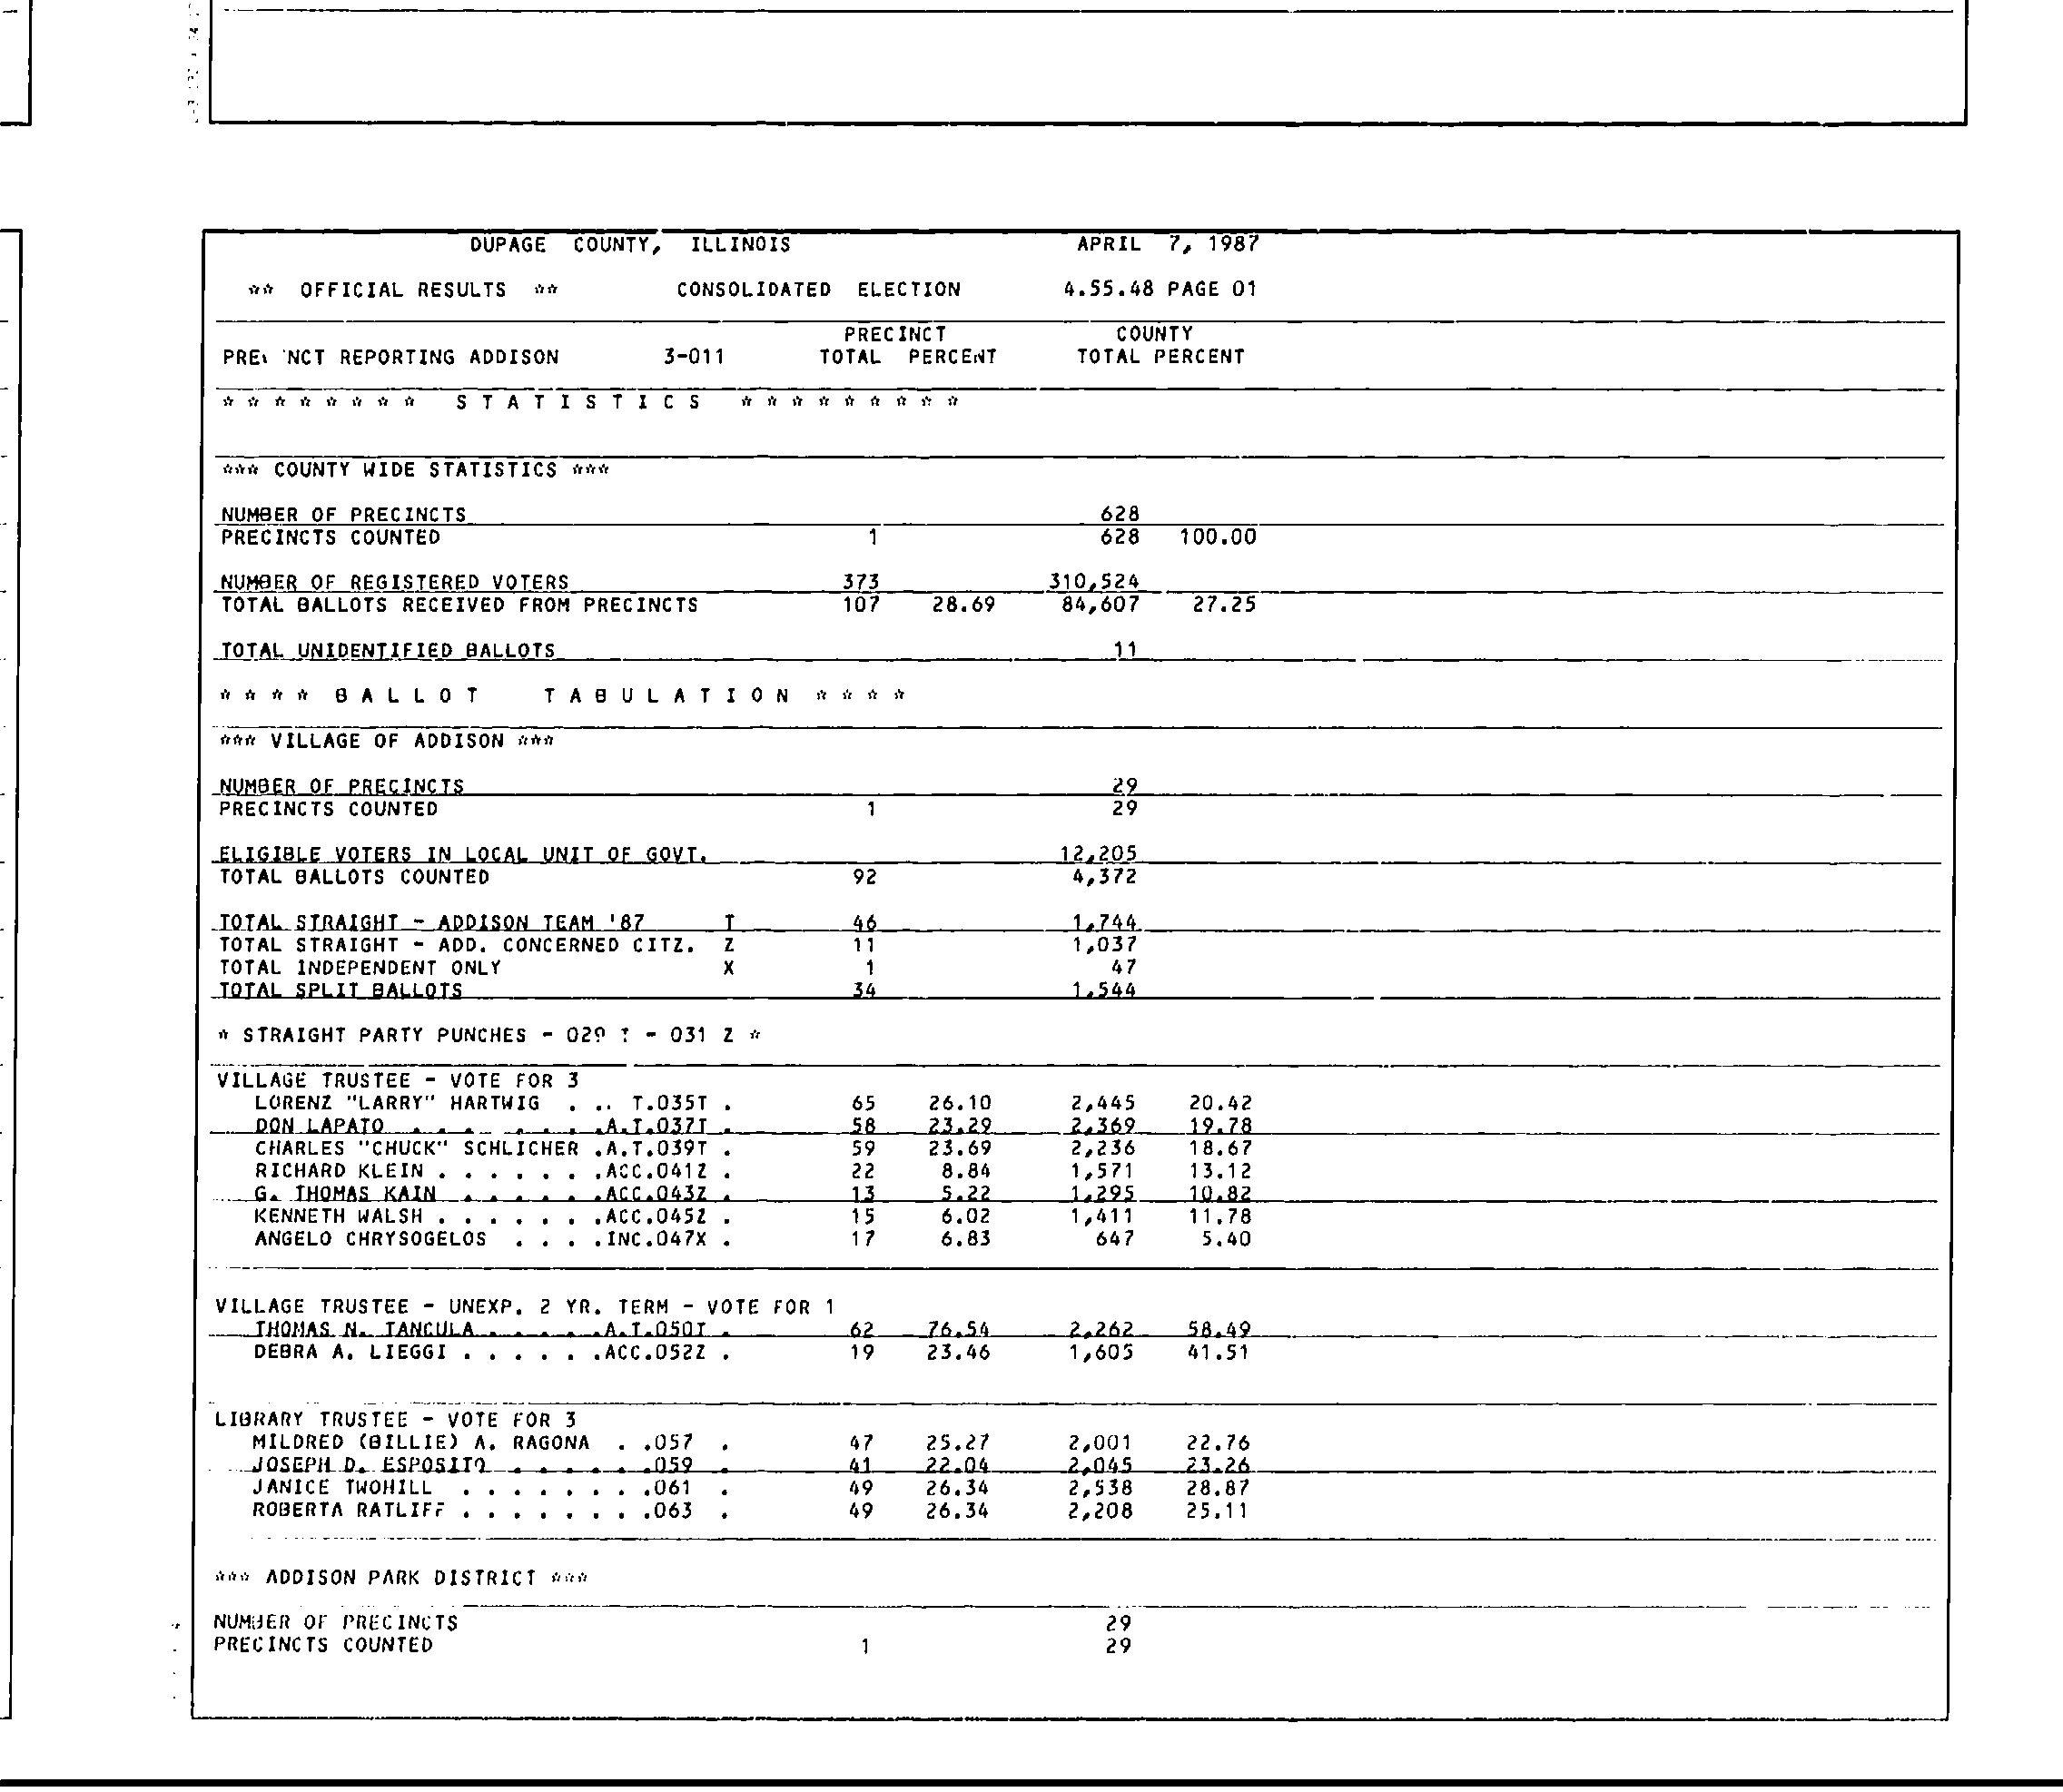 DUPAGE COUNTY, ILLINOIS APRIL 7, 1987
** OFFICIAL RESULTS ** CONSOLIDATED ELECTION 4.55.48 PAGE 01
PRECINCT COUNTY
REPORTING ADDISON 3-011 TOTAL PERCENT TOTAL PERCENT
* * * * * * * * S T A T I S T I C S * * * * * * * * *
*** COUNTY WIDE STATISTICS ***
NUMBER OF PRECINCTS 628
PRECINCTS COUNTED 1 628 100.00
NUMBER OF REGISTERED VOTERS 373 310,524
TOTAL BALLOTS RECEIVED FROM PRECINCTS 107 28.69 84,607 27.25
TOTAL UNIDENTIFIED BALLOTS 11
* * * * B A L L O T T A B U L A T I O N * * * *
*** VILLAGE OF ADDISON ***
NUMBER OF PRECINCTS 29
PRECINCTS COUNTED 1 29
ELIGIBLE VOTERS IN LOCAL UNIT OF GOVT. 12,205
TOTAL BALLOTS COUNTED 92 4,372
TOTAL STRAIGHT - ADDISON TEAM '87 T 46 1,744
TOTAL STRAIGHT - ADD. CONCERNED CITZ. Z 11 1,037
TOTAL INDEPENDENT ONLY X 1 47
TOTAL SPLIT BALLOTS 34 1,544
* STRAIGHT PARTY PUNCHES - 029 T - 031 Z *
VILLAGE TRUSTEE - VOTE FOR 3
LORENZ "LARRY" HARTWIG . .. T.035T . 65 26.10 2,445 20.42
DON LAPATO . . . . . . . .A.T.037T . 58 23.29 2,369 19.78
CHARLES "CHUCK" SCHLICHER .A.T.039T . 59 23.69 2,236 18.67
RICHARD KLEIN . . . . . . .ACC.041Z . 22 8.84 1,571 13.12
G. THOMAS KAIN . . . . . .ACC.043Z . 13 5.22 1,295 10.82
KENNETH WALSH . . . . . . .ACC.045Z . 15 6.02 1,411 11.78
ANGELO CHRYSOGELOS . . . .INC.047X . 17 6.83 647 5.40
VILLAGE TRUSTEE - UNEXP. 2 YR. TERM - VOTE FOR 1
THOMAS N. TANCULA . . . . .A.T.050T . 62 76.54 2,262 58.49
DEBRA A. LIEGGI . . . . . .ACC.052Z . 19 23.46 1,605 41.51
LIBRARY TRUSTEE - VOTE FOR 3
MILDRED (BILLIE) A. RAGONA . .057 . 47 25.27 2,001 22.76
JOSEPH D. ESPOSITO . . . . . .059 . 41 22.04 2,045 23.26
JANICE TWOHILL . . . . . . . .061 . 49 26.34 2,538 28.87
ROBERTA RATLIFF . . . . . . . .063 . 49 26.34 2,208 25.11
*** ADDISON PARK DISTRICT ***
NUMBER OF PRECINCTS 29
PRECINCTS COUNTED 1 29